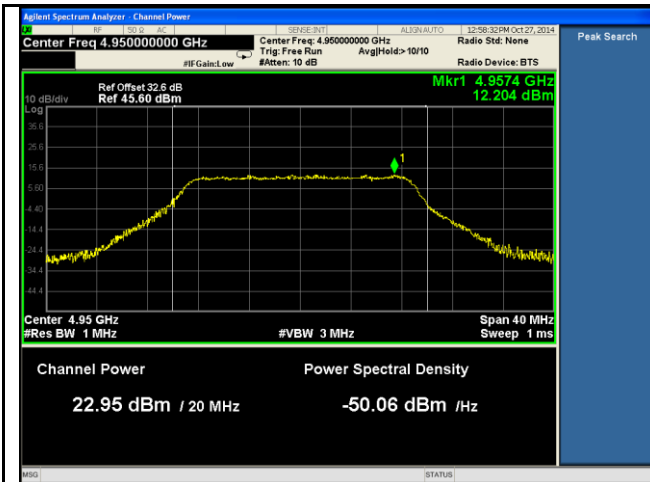 Agilent Spectrum Analyzer - Channel Power
RF 50 Ω AC SENSE:INT ALIGN AUTO 12:58:32 PM Oct 27, 2014
Center Freq 4.950000000 GHz
Center Freq: 4.950000000 GHz
Radio Std: None
Trig: Free Run Avg|Hold:> 10/10
#IFGain:Low #Atten: 10 dB Radio Device: BTS
Peak Search
Mkr1 4.9574 GHz
12.204 dBm
Ref Offset 32.6 dB
10 dB/div Ref 45.60 dBm
Log
35.6
25.6
1
15.6
5.60
-4.40
-14.4
-24.4
-34.4
-44.4
Center 4.95 GHz Span 40 MHz
#Res BW 1 MHz #VBW 3 MHz Sweep 1 ms
Channel Power Power Spectral Density
22.95 dBm / 20 MHz -50.06 dBm /Hz
MSG STATUS